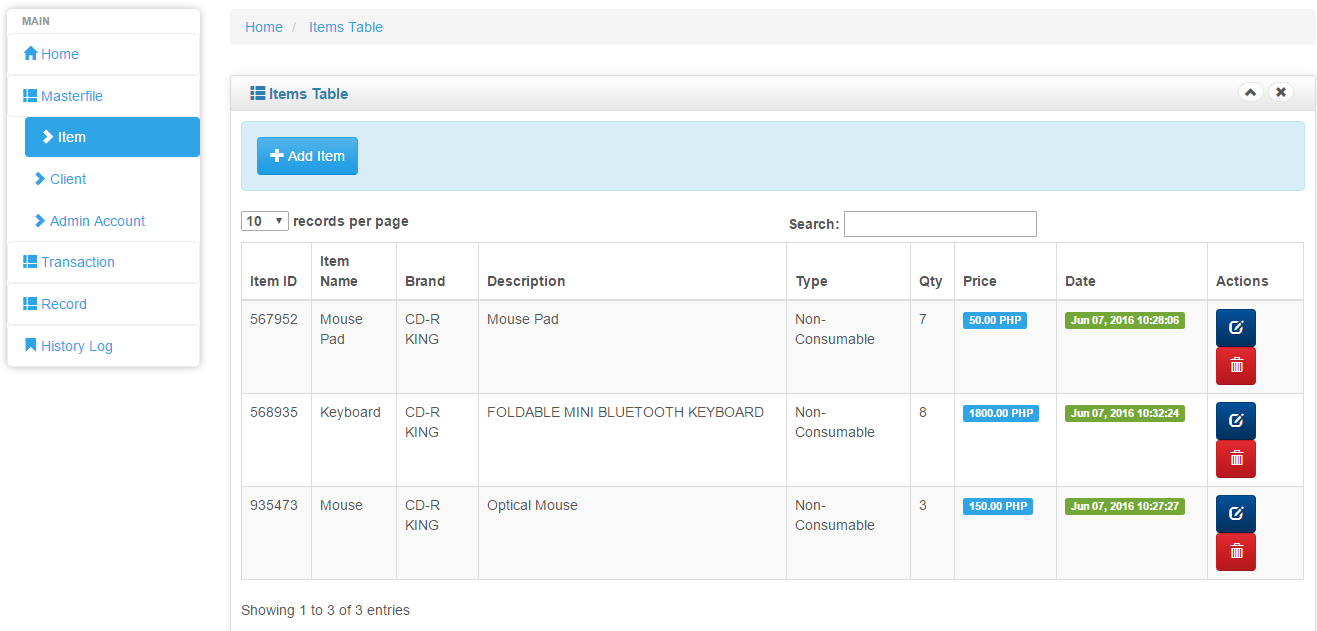 MAIN
Home
Masterfile
Item
Client
Admin Account
Transaction
Record
History Log
Home / Items Table
Items Table
Add Item
10 records per page
Search:
Item ID Item Name Brand Description Type Qty Price Date Actions
567952 Mouse Pad CD-R KING Mouse Pad Non-Consumable 7 50.00 PHP Jun 07, 2016 10:28:06
568935 Keyboard CD-R KING FOLDABLE MINI BLUETOOTH KEYBOARD Non-Consumable 8 1800.00 PHP Jun 07, 2016 10:32:24
935473 Mouse CD-R KING Optical Mouse Non-Consumable 3 150.00 PHP Jun 07, 2016 10:27:27
Showing 1 to 3 of 3 entries